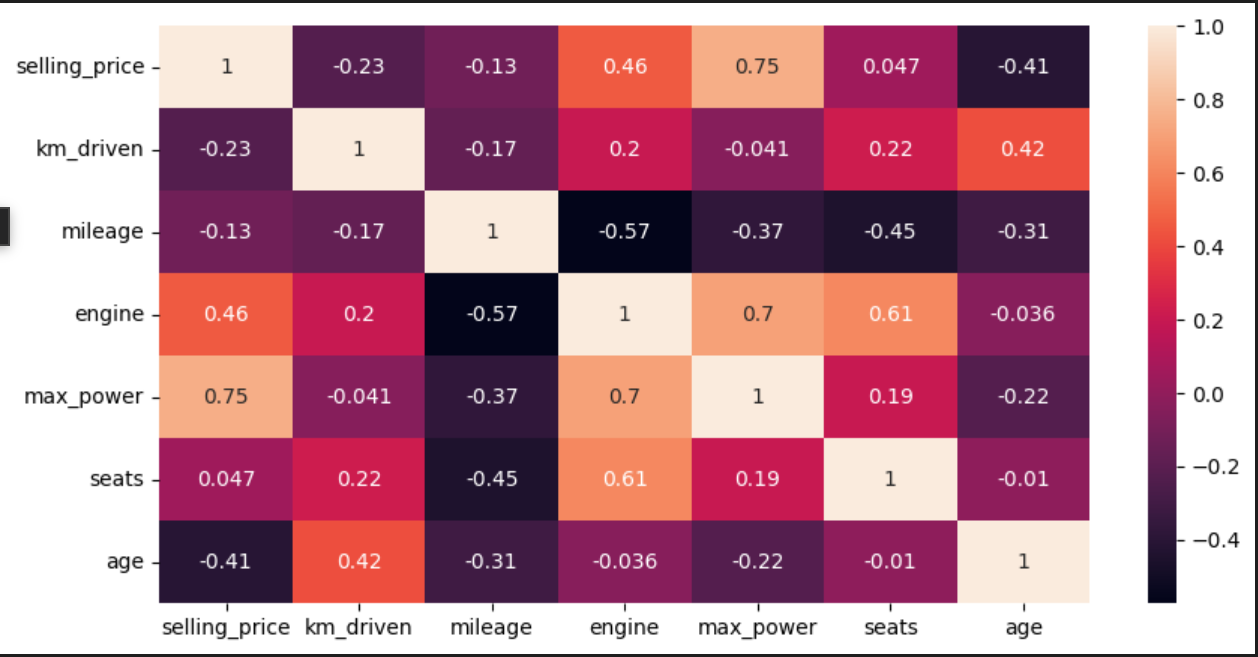 selling_price 1 -0.23 -0.13 0.46 0.75 0.047 -0.41
km_driven -0.23 1 -0.17 0.2 -0.041 0.22 0.42
mileage -0.13 -0.17 1 -0.57 -0.37 -0.45 -0.31
engine 0.46 0.2 -0.57 1 0.7 0.61 -0.036
max_power 0.75 -0.041 -0.37 0.7 1 0.19 -0.22
seats 0.047 0.22 -0.45 0.61 0.19 1 -0.01
age -0.41 0.42 -0.31 -0.036 -0.22 -0.01 1
selling_price km_driven mileage engine max_power seats age
1.0
0.8
0.6
0.4
0.2
0.0
−0.2
−0.4